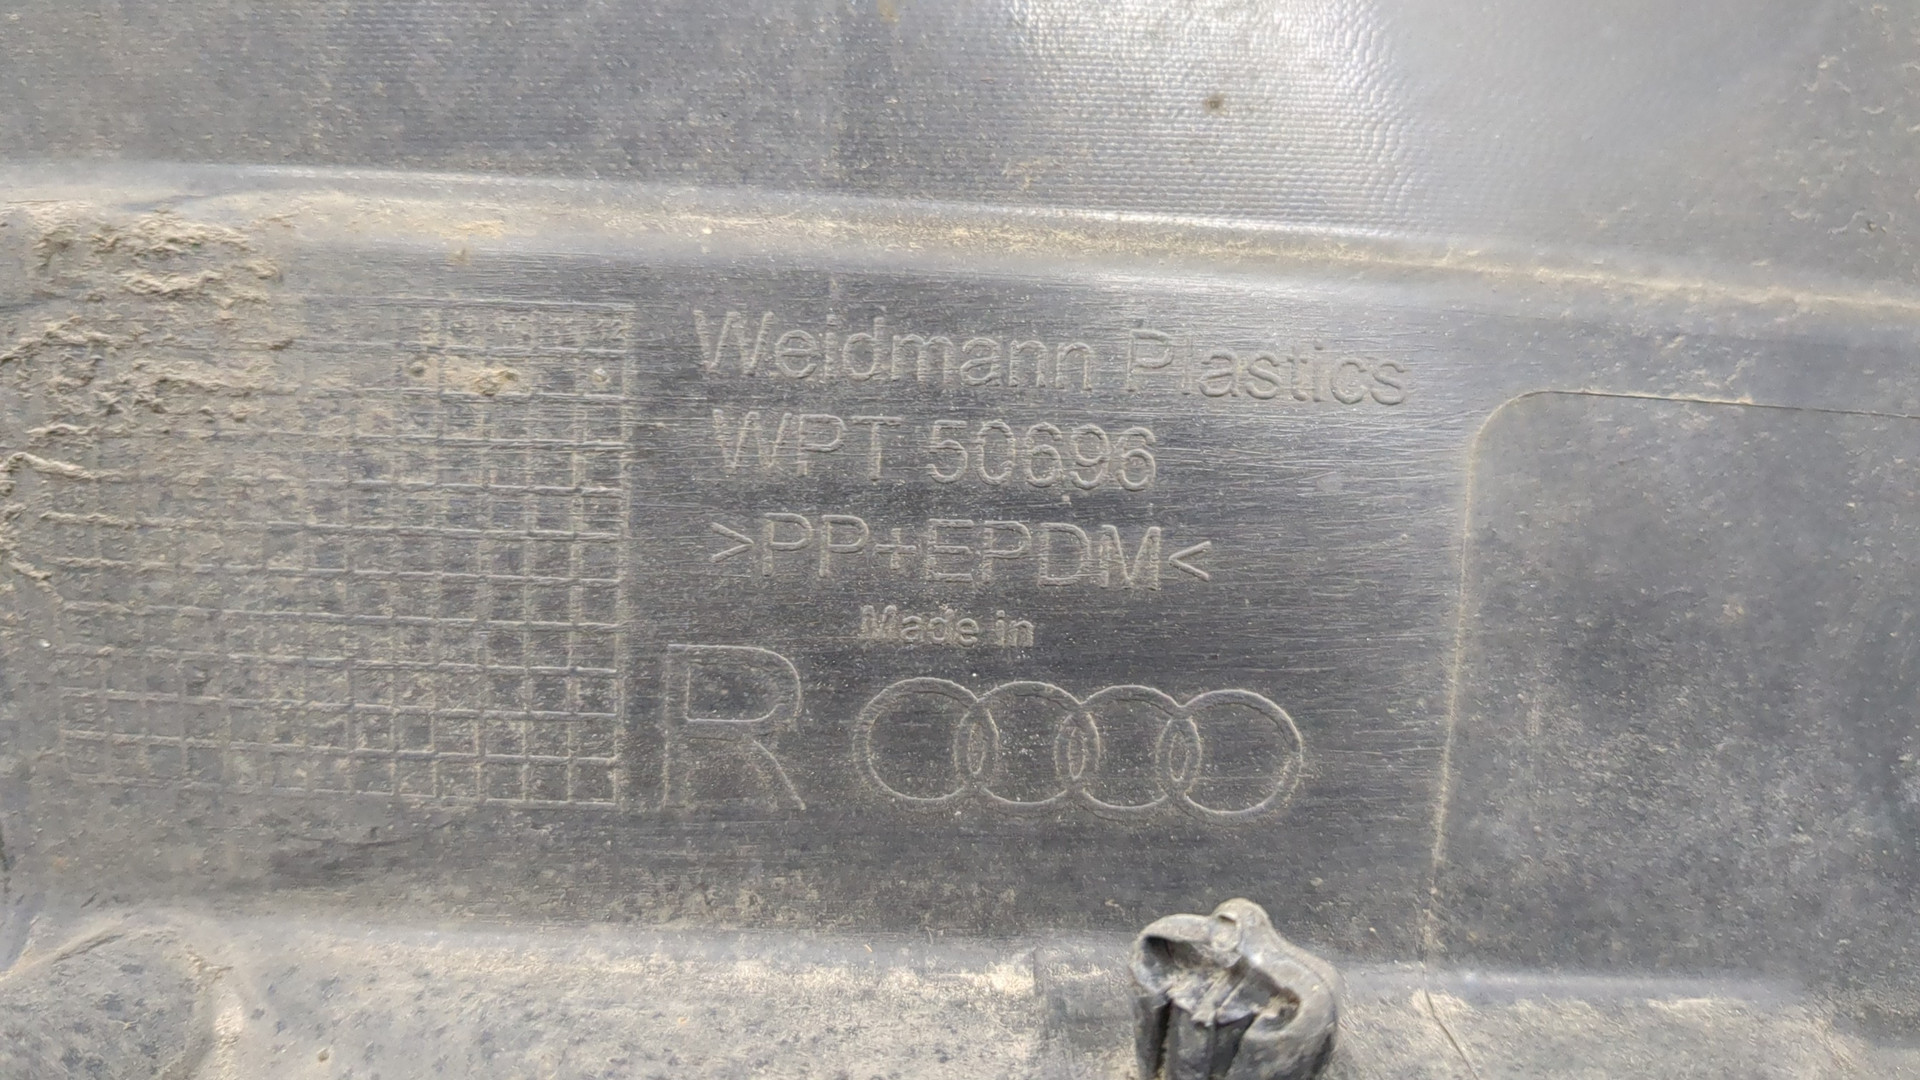 Weidmann Plastics
WPT 50696
>PP+EPDM<
Made in
R